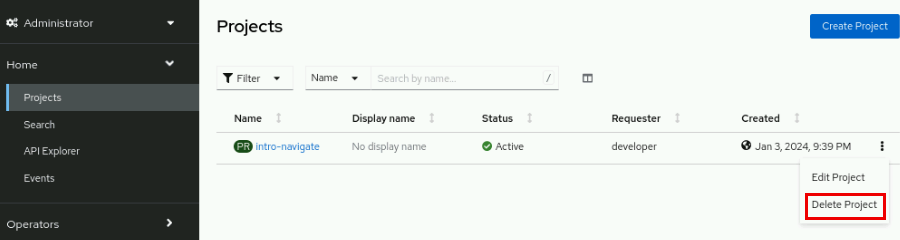 Administrator
Home
Projects
Search
API Explorer
Events
Operators
Projects
Create Project
Filter
Name
Search by name...
/
Name Display name Status Requester Created
PR intro-navigate No display name Active developer Jan 3, 2024, 9:39 PM
Edit Project
Delete Project